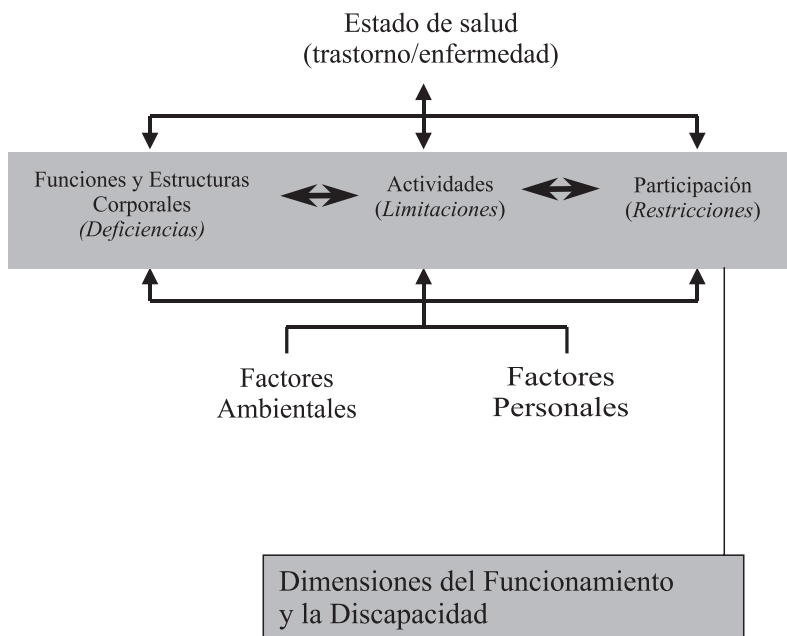 Estado de salud
(trastorno/enfermedad)
Funciones y Estructuras
Corporales
(Deficiencias)
Actividades
(Limitaciones)
Participación
(Restricciones)
Factores
Ambientales
Factores
Personales
Dimensiones del Funcionamiento
y la Discapacidad